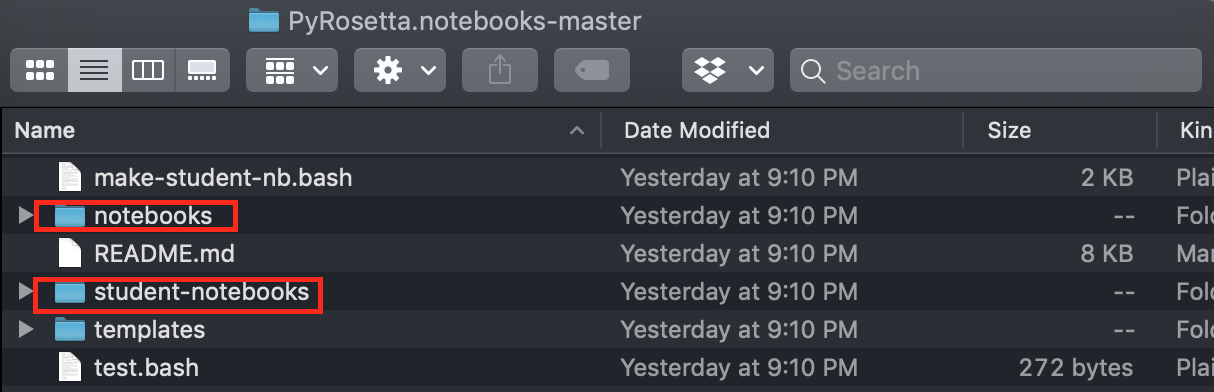 PyRosetta.notebooks-master
Search
Name Date Modified Size Kin
make-student-nb.bash Yesterday at 9:10 PM 2 KB Plai
notebooks Yesterday at 9:10 PM -- Fold
README.md Yesterday at 9:10 PM 8 KB Mar
student-notebooks Yesterday at 9:10 PM -- Fold
templates Yesterday at 9:10 PM -- Fold
test.bash Yesterday at 9:10 PM 272 bytes Plai